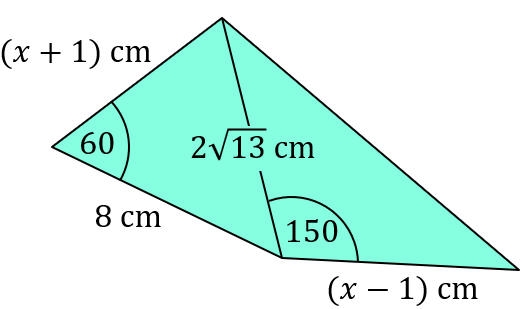 (x + 1) cm
60
2√13 cm
8 cm
150
(x − 1) cm